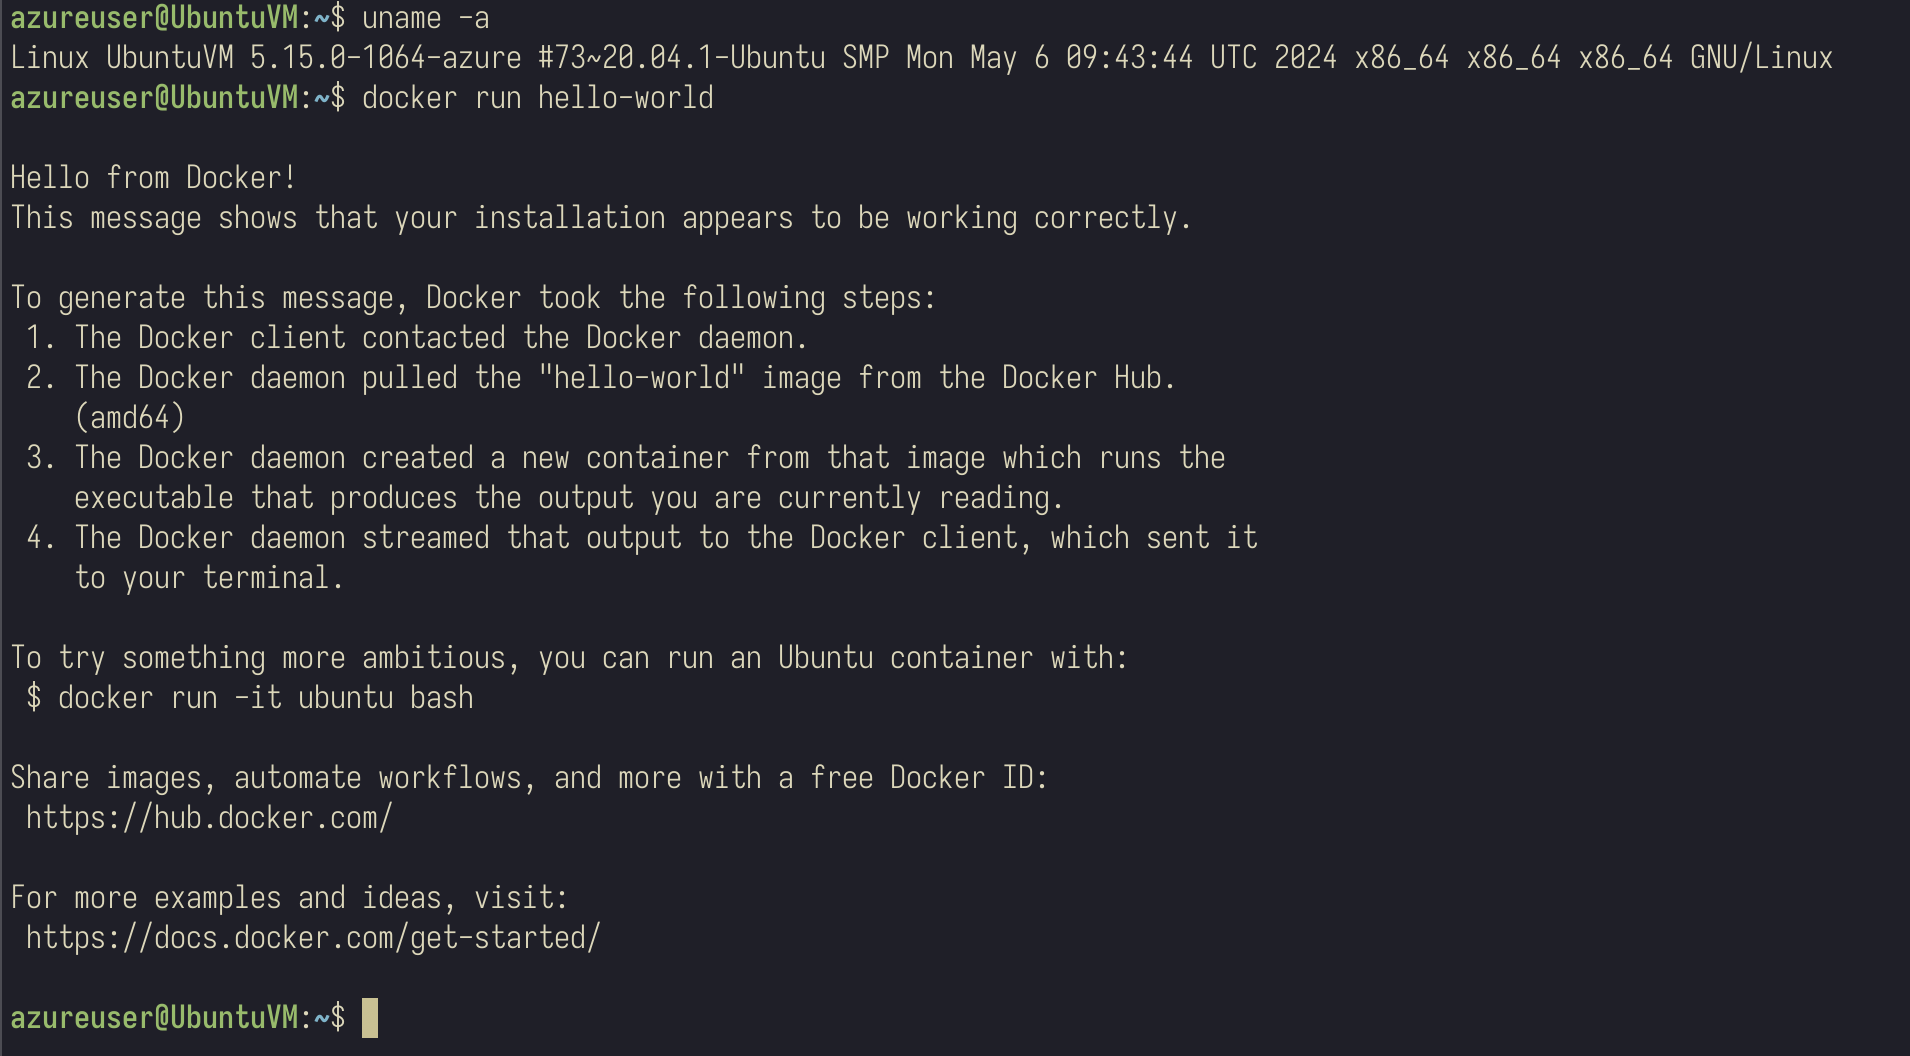 azureuser@UbuntuVM:~$ uname -a
Linux UbuntuVM 5.15.0-1064-azure #73~20.04.1-Ubuntu SMP Mon May 6 09:43:44 UTC 2024 x86_64 x86_64 x86_64 GNU/Linux
azureuser@UbuntuVM:~$ docker run hello-world

Hello from Docker!
This message shows that your installation appears to be working correctly.

To generate this message, Docker took the following steps:
 1. The Docker client contacted the Docker daemon.
 2. The Docker daemon pulled the "hello-world" image from the Docker Hub.
    (amd64)
 3. The Docker daemon created a new container from that image which runs the
    executable that produces the output you are currently reading.
 4. The Docker daemon streamed that output to the Docker client, which sent it
    to your terminal.

To try something more ambitious, you can run an Ubuntu container with:
 $ docker run -it ubuntu bash

Share images, automate workflows, and more with a free Docker ID:
 https://hub.docker.com/

For more examples and ideas, visit:
 https://docs.docker.com/get-started/

azureuser@UbuntuVM:~$